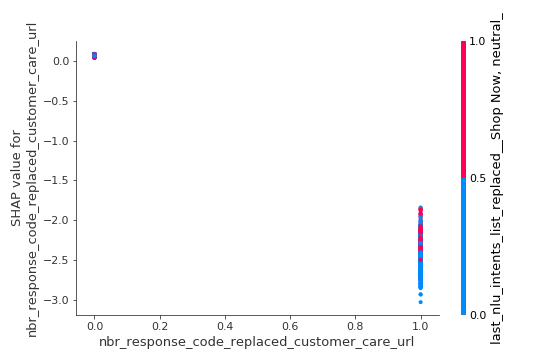 SHAP value for
nbr_response_code_replaced_customer_care_url
0.0
−0.5
−1.0
−1.5
−2.0
−2.5
−3.0
0.0 0.2 0.4 0.6 0.8 1.0
nbr_response_code_replaced_customer_care_url
1.0
0.5
0.0
last_nlu_intents_list_replaced__Shop Now, neutral_